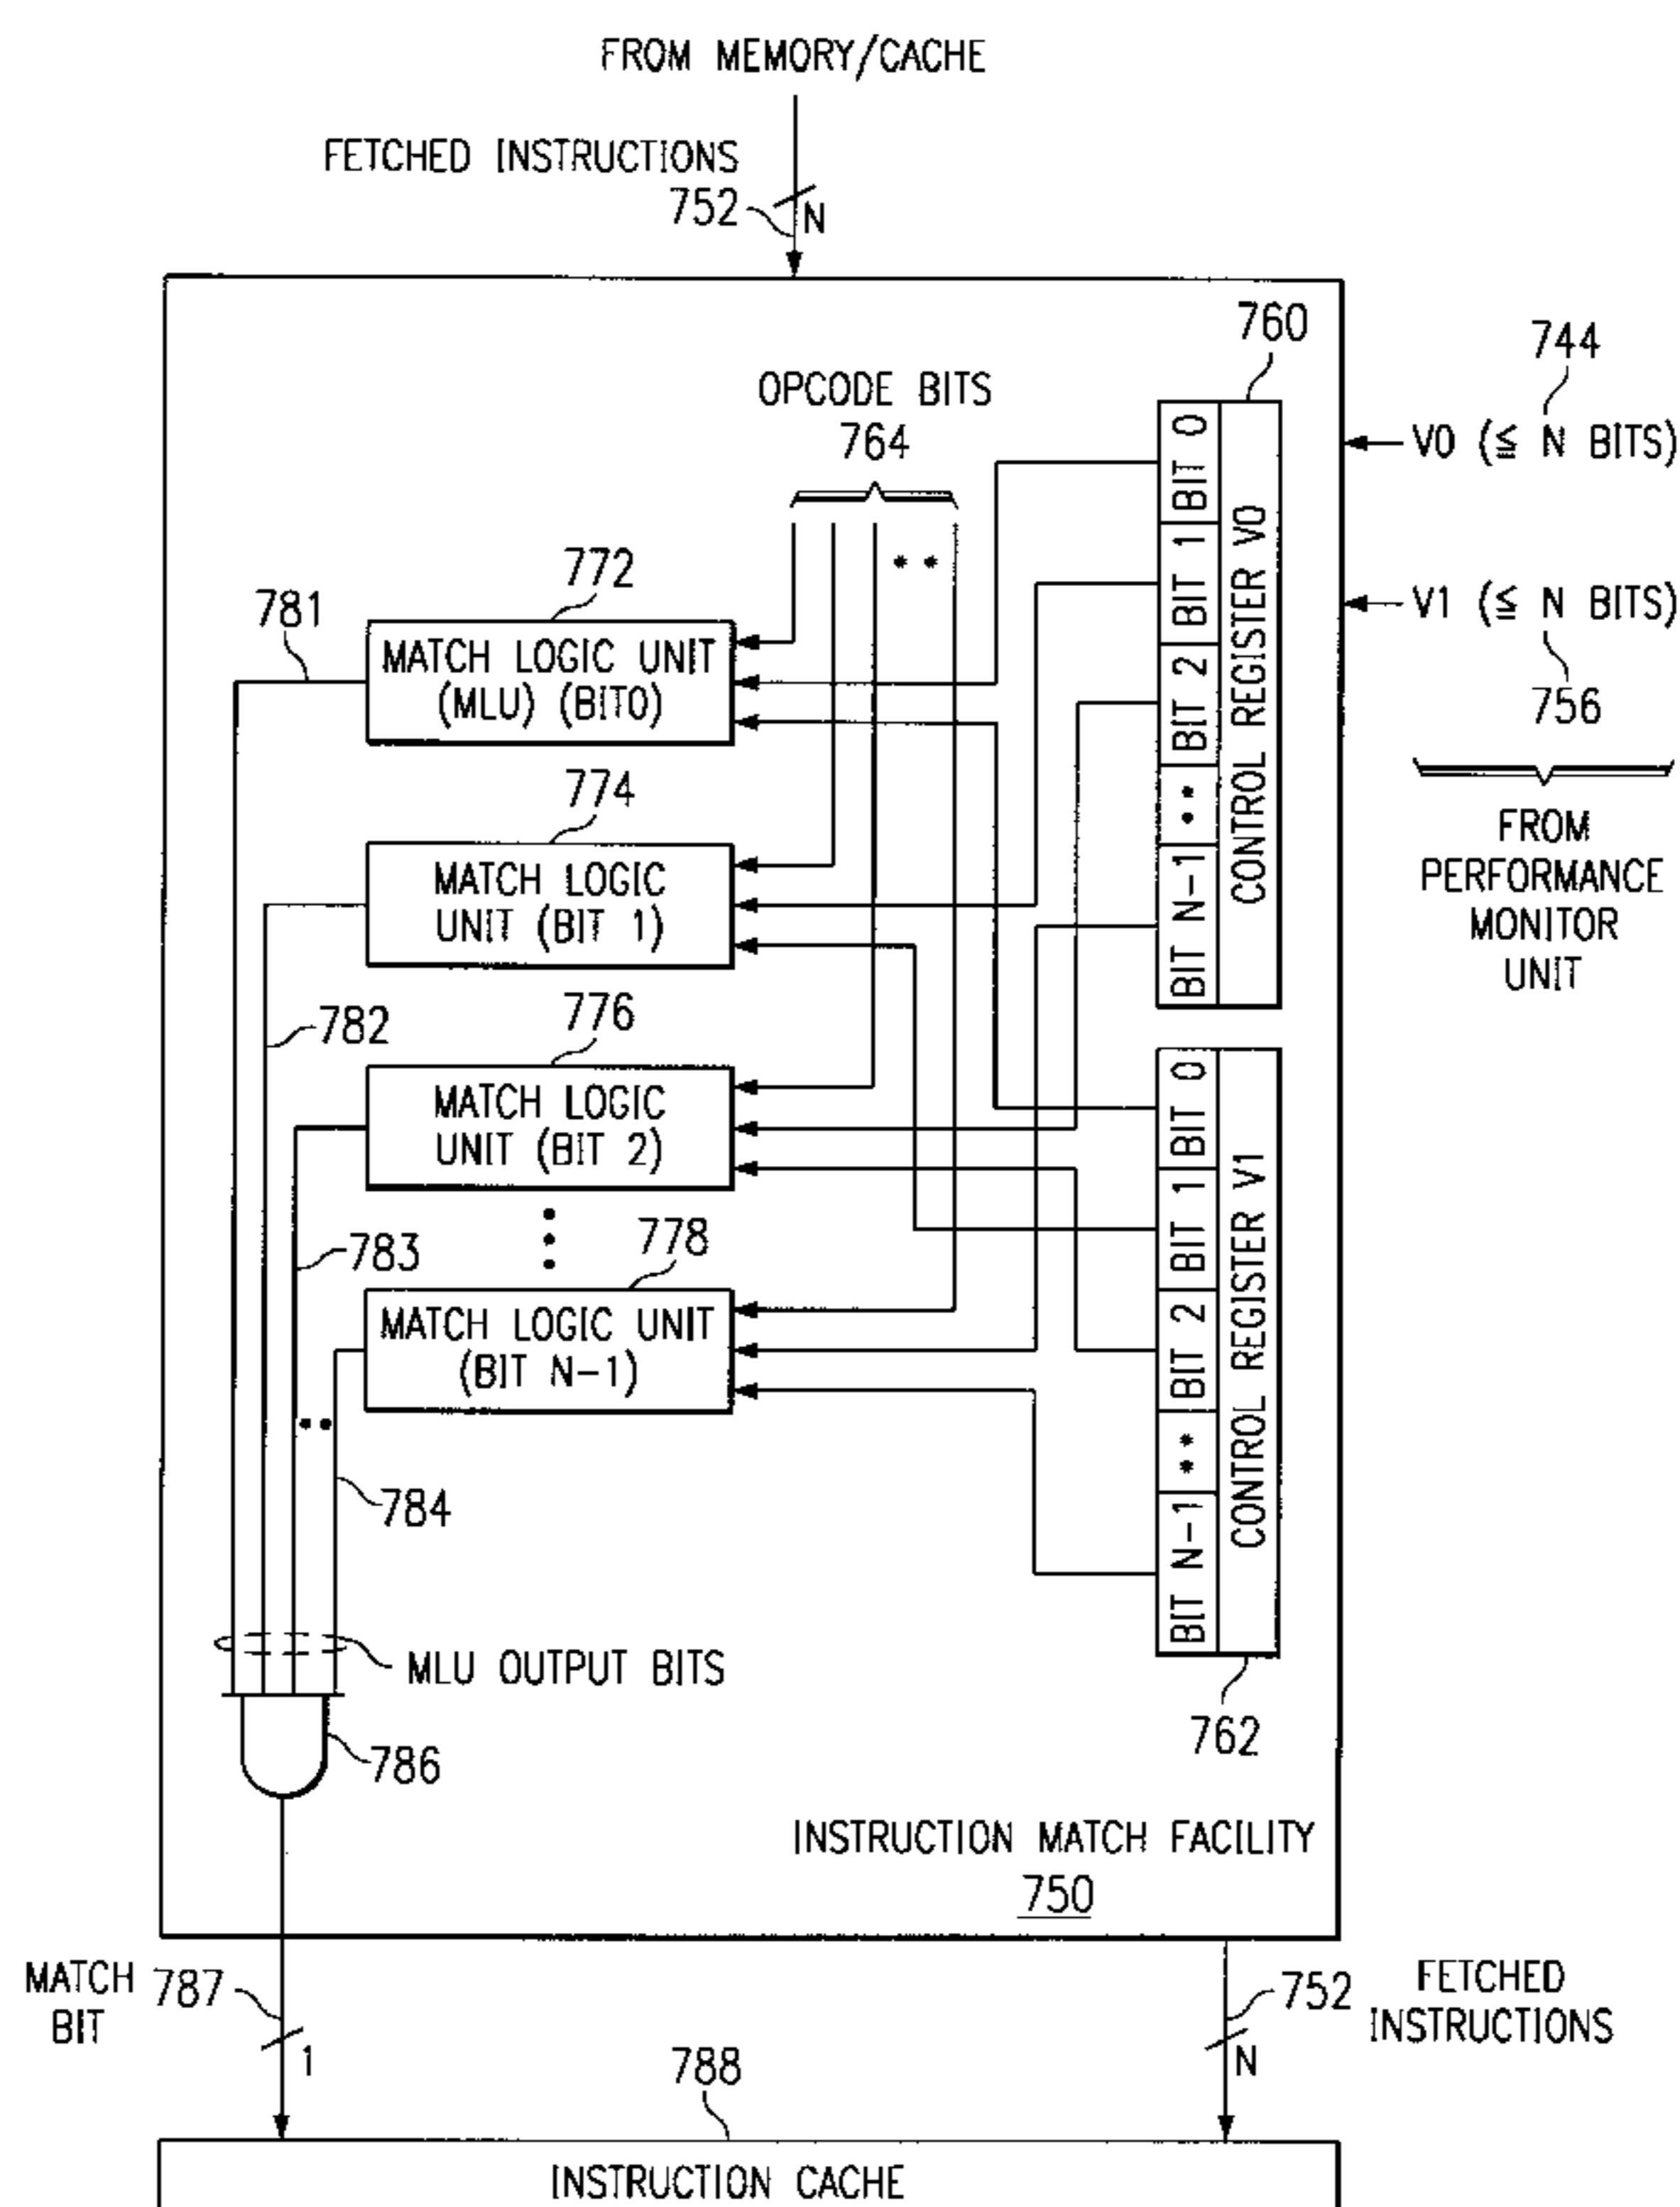 FROM MEMORY/CACHE
FETCHED INSTRUCTIONS
752
N
760
744
OPCODE BITS
764
V0 (≦ N BITS)
V1 (≦ N BITS)
756
FROM
PERFORMANCE
MONITOR
UNIT
BIT 0
BIT 1
BIT 2
BIT N-1
CONTROL REGISTER V0
772
781
MATCH LOGIC UNIT
(MLU) (BIT0)
774
MATCH LOGIC
UNIT (BIT 1)
782
776
MATCH LOGIC
UNIT (BIT 2)
783
778
MATCH LOGIC UNIT
(BIT N-1)
784
BIT 0
BIT 1
BIT 2
**
BIT N-1
CONTROL REGISTER V1
762
MLU OUTPUT BITS
786
INSTRUCTION MATCH FACILITY
750
MATCH
BIT
787
1
752
N
FETCHED
INSTRUCTIONS
788
INSTRUCTION CACHE